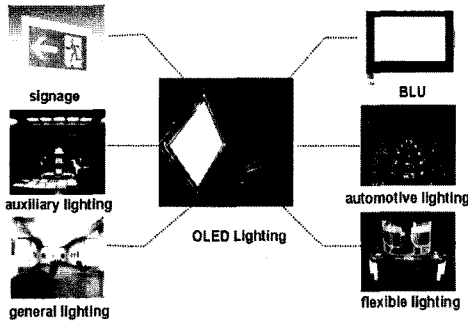 signage
BLU
auxiliary lighting
automotive lighting
OLED Lighting
general lighting
flexible lighting